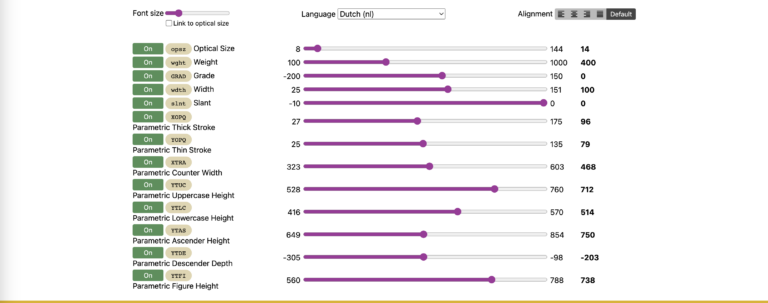 Font size Language Dutch (nl) Alignment Default
Link to optical size
On opsz Optical Size 8 144 14
On wght Weight 100 1000 400
On GRAD Grade -200 150 0
On wdth Width 25 151 100
On slnt Slant -10 0 0
On XOPQ 27 175 96
Parametric Thick Stroke
On YOPQ 25 135 79
Parametric Thin Stroke
On XTRA 323 603 468
Parametric Counter Width
On YTUC 528 760 712
Parametric Uppercase Height
On YTLC 416 570 514
Parametric Lowercase Height
On YTAS 649 854 750
Parametric Ascender Height
On YTDE -305 -98 -203
Parametric Descender Depth
On YTFI 560 788 738
Parametric Figure Height